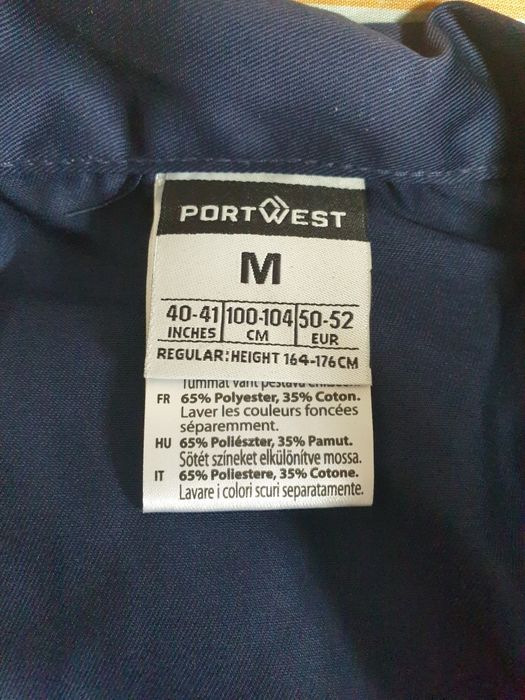 PORTWEST
M
40-41 100-104 50-52
INCHES CM EUR
REGULAR:HEIGHT 164-176CM
FR 65% Polyester, 35% Coton.
Laver les couleurs foncées
séparemment.
HU 65% Poliészter, 35% Pamut.
Sötét színeket elkülönítve mossa.
IT 65% Poliestere, 35% Cotone.
Lavare i colori scuri separatamente.